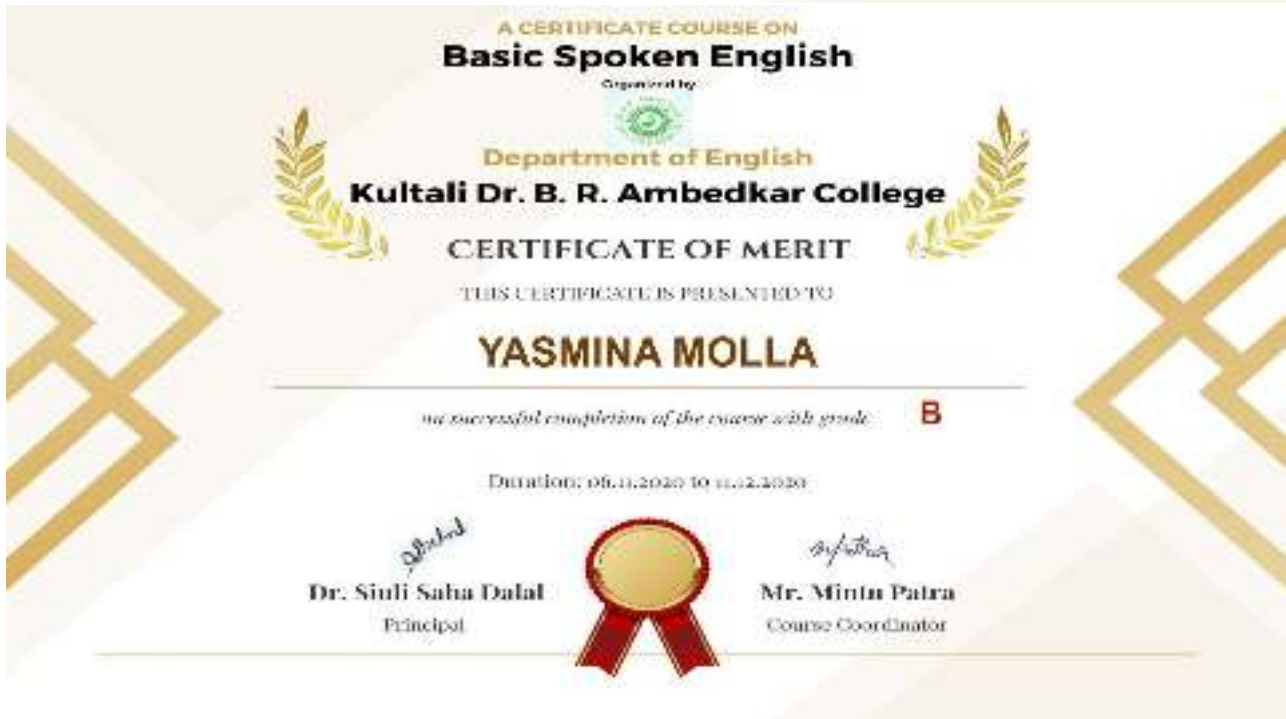 A CERTIFICATE COURSE ON
Basic Spoken English
Organized by
Department of English
Kultali Dr. B. R. Ambedkar College
CERTIFICATE OF MERIT
THIS CERTIFICATE IS PRESENTED TO
YASMINA MOLLA
on successful completion of the course with grade B
Duration: 06.11.2020 to 11.12.2020
Dr. Siuli Saha Dalal Mr. Mintu Patra
Principal Course Coordinator